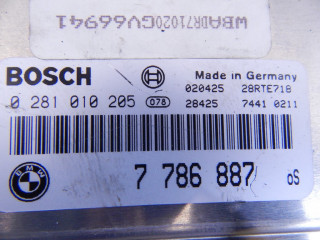 WBADR71020GV66941
BOSCH Made in Germany
020425 28RTE718
0 281 010 205 078 28425 7441 0211
BMW 7 786 887 oS